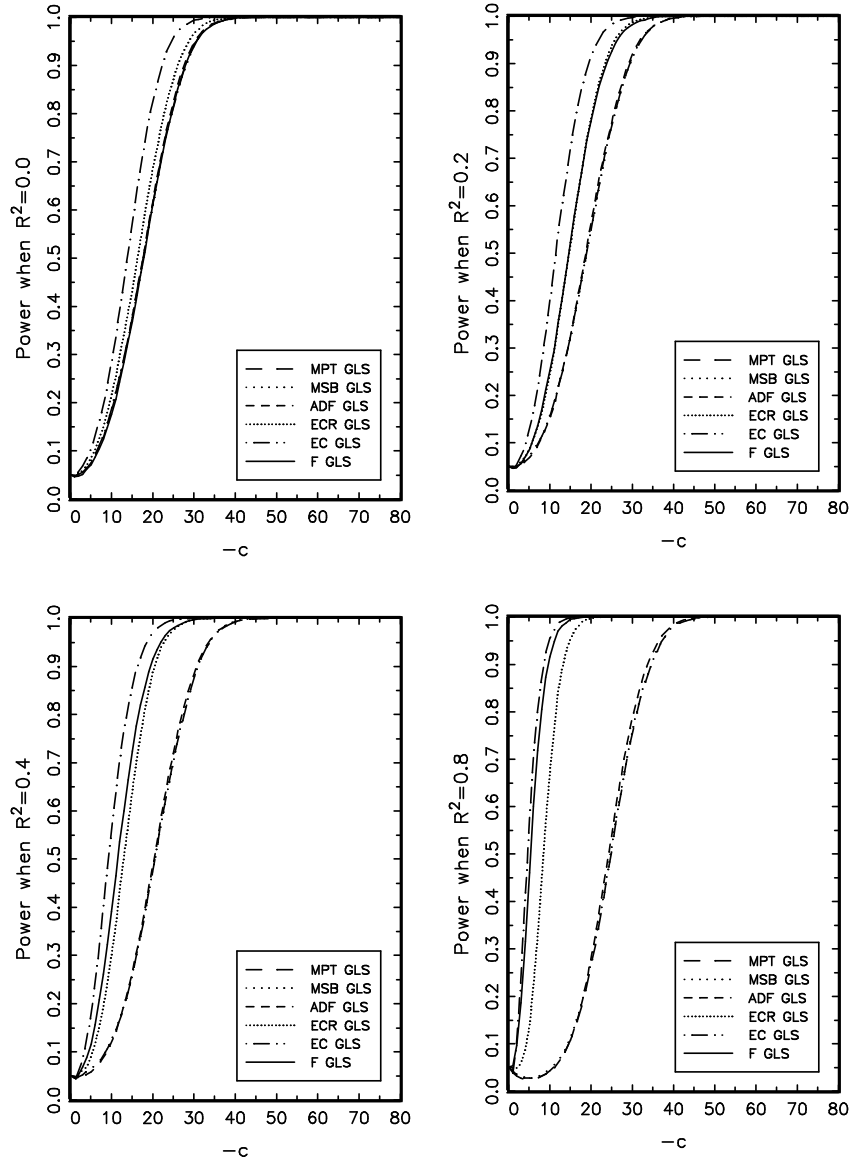 Power when R²=0.0
1.0
0.9
0.8
0.7
0.6
0.5
0.4
0.3
0.2
0.1
0.0
MPT GLS
MSB GLS
ADF GLS
ECR GLS
EC GLS
F GLS
0 10 20 30 40 50 60 70 80
−c
Power when R²=0.2
1.0
0.9
0.8
0.7
0.6
0.5
0.4
0.3
0.2
0.1
0.0
MPT GLS
MSB GLS
ADF GLS
ECR GLS
EC GLS
F GLS
0 10 20 30 40 50 60 70 80
−c
Power when R²=0.4
1.0
0.9
0.8
0.7
0.6
0.5
0.4
0.3
0.2
0.1
0.0
MPT GLS
MSB GLS
ADF GLS
ECR GLS
EC GLS
F GLS
0 10 20 30 40 50 60 70 80
−c
Power when R²=0.8
1.0
0.9
0.8
0.7
0.6
0.5
0.4
0.3
0.2
0.1
0.0
MPT GLS
MSB GLS
ADF GLS
ECR GLS
EC GLS
F GLS
0 10 20 30 40 50 60 70 80
−c